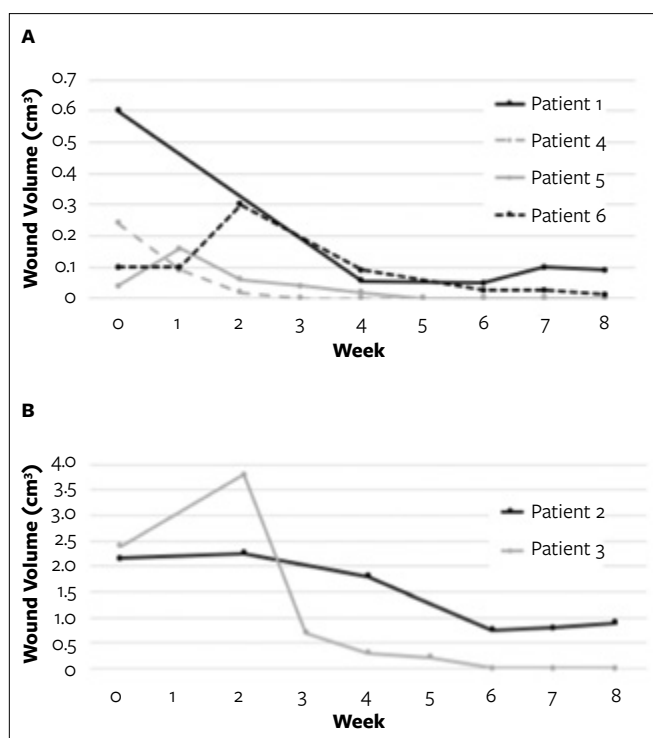 A
Wound Volume (cm³)
0.7
0.6
0.5
0.4
0.3
0.2
0.1
0
Patient 1
Patient 4
Patient 5
Patient 6
0 1 2 3 4 5 6 7 8
Week
B
Wound Volume (cm³)
4.0
3.5
3.0
2.5
2.0
1.5
1.0
0.5
0
Patient 2
Patient 3
0 1 2 3 4 5 6 7 8
Week